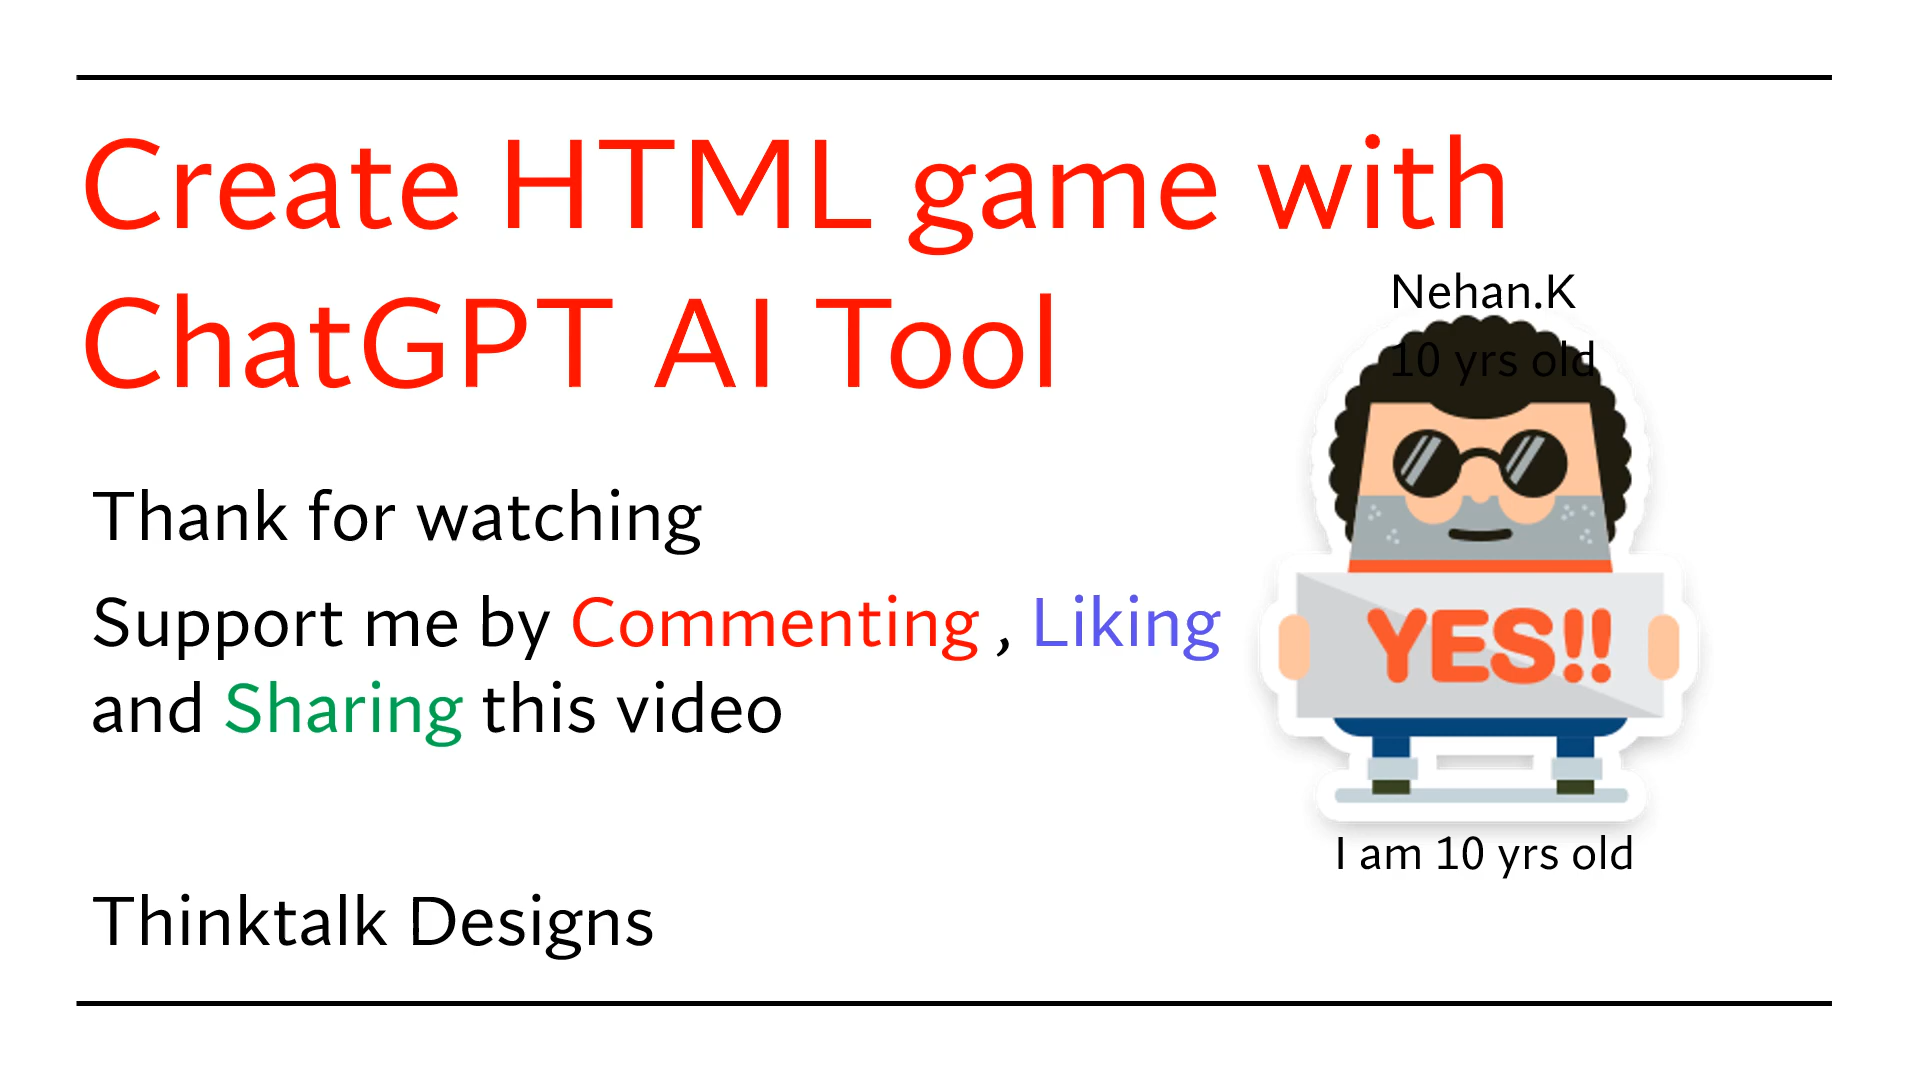 Create HTML game with
ChatGPT AI Tool
Nehan.K
10 yrs old
Thank for watching
Support me by Commenting , Liking
and Sharing this video
YES!!
I am 10 yrs old
Thinktalk Designs